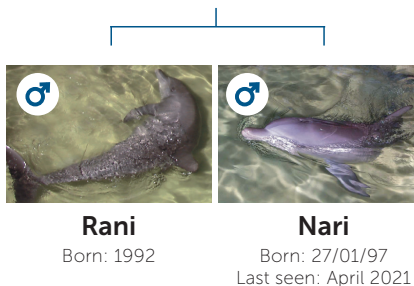 Rani
Born: 1992
Nari
Born: 27/01/97
Last seen: April 2021